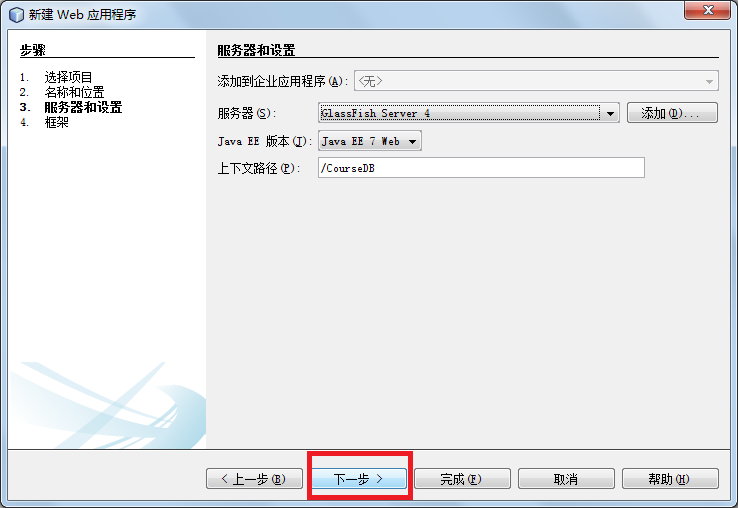 新建 Web 应用程序
步骤
1. 选择项目
2. 名称和位置
3. 服务器和设置
4. 框架
服务器和设置
添加到企业应用程序(A): <无>
服务器(S): GlassFish Server 4 添加(D)...
Java EE 版本(J): Java EE 7 Web
上下文路径(P): /CourseDB
< 上一步(B) 下一步 > 完成(F) 取消 帮助(H)